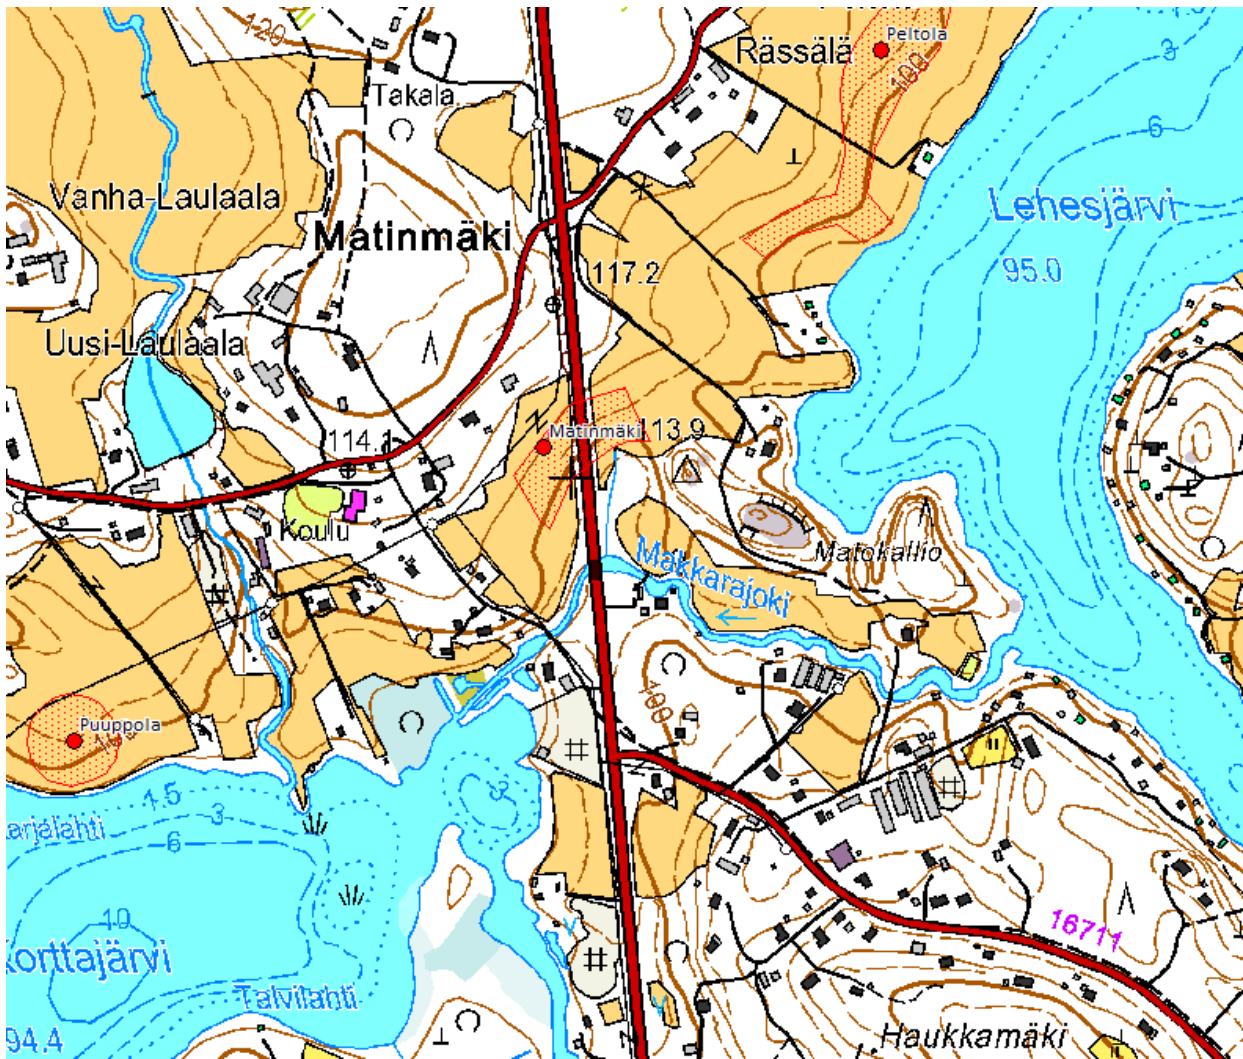 Peltola
120
Rässälä
100
3
Takala
6
Vanha-Laulaala
Lehesjärvi
Matinmäki
117.2
95.0
Uusi-Laulaala
Matinmäki
113.9
114.1
Koulu
Matokallio
Makkarajoki
100
Puuppola
1.5
3
3
arjalahti
6
10
16711
Korttajärvi
Talvilahti
94.4
Haukkamäki